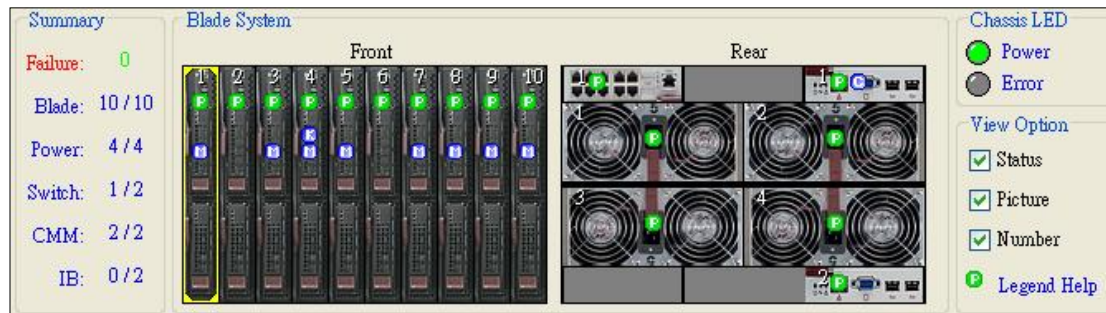 Summary
Failure: 0
Blade: 10 / 10
Power: 4 / 4
Switch: 1 / 2
CMM: 2 / 2
IB: 0 / 2
Blade System
Front
1 2 3 4 5 6 7 8 9 10
P P P P P P P P P P
K
M M M M M M M M
Rear
1 P 1 P C
1 P 2 P
3 P 4 P
2 P
Chassis LED
Power
Error
View Option
Status
Picture
Number
P Legend Help